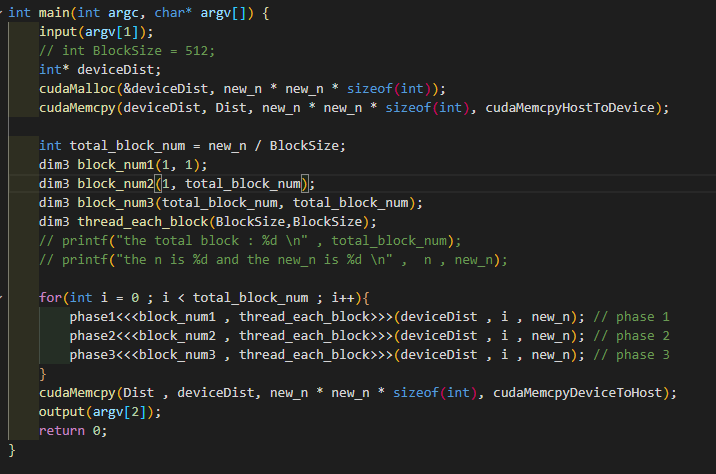 int main(int argc, char* argv[]) {
    input(argv[1]);
    // int BlockSize = 512;
    int* deviceDist;
    cudaMalloc(&deviceDist, new_n * new_n * sizeof(int));
    cudaMemcpy(deviceDist, Dist, new_n * new_n * sizeof(int), cudaMemcpyHostToDevice);

    int total_block_num = new_n / BlockSize;
    dim3 block_num1(1, 1);
    dim3 block_num2(1, total_block_num);
    dim3 block_num3(total_block_num, total_block_num);
    dim3 thread_each_block(BlockSize,BlockSize);
    // printf("the total block : %d \n" , total_block_num);
    // printf("the n is %d and the new_n is %d \n" ,  n , new_n);

    for(int i = 0 ; i < total_block_num ; i++){
        phase1<<<block_num1 , thread_each_block>>>(deviceDist , i , new_n); // phase 1
        phase2<<<block_num2 , thread_each_block>>>(deviceDist , i , new_n); // phase 2
        phase3<<<block_num3 , thread_each_block>>>(deviceDist , i , new_n); // phase 3
    }
    cudaMemcpy(Dist , deviceDist, new_n * new_n * sizeof(int), cudaMemcpyDeviceToHost);
    output(argv[2]);
    return 0;
}